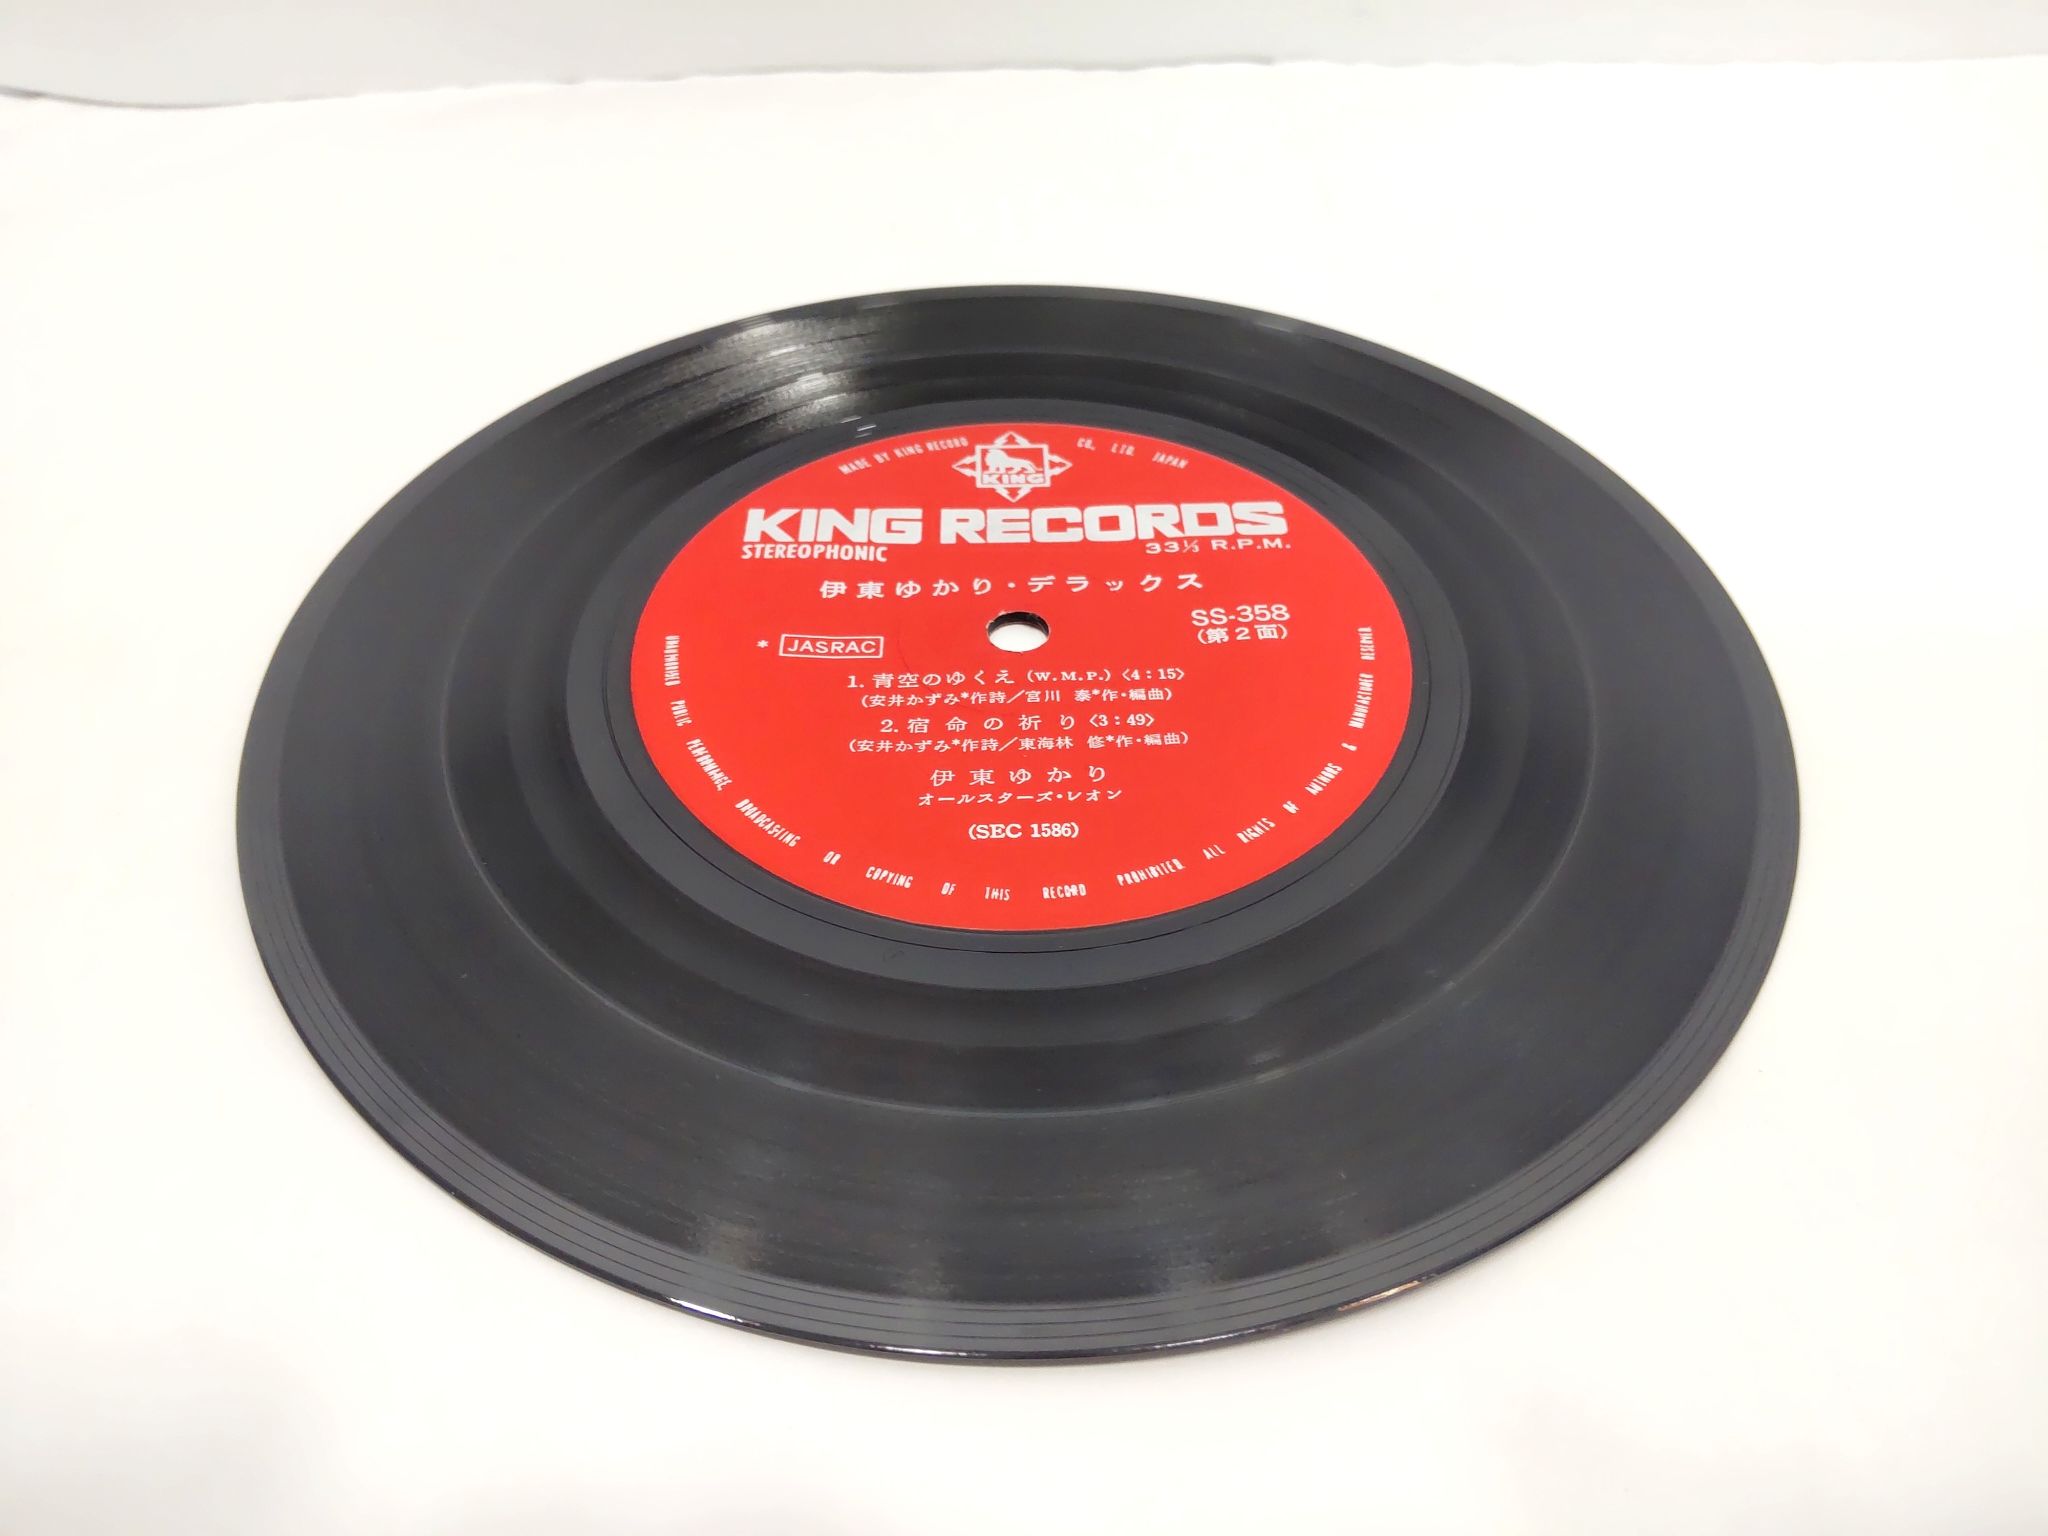 MADE BY KING RECORD CO., LTD. JAPAN
KING
KING RECORDS
STEREOPHONIC
33⅓ R.P.M.
伊東ゆかり・デラックス
SS-358
(第2面)
* JASRAC
1. 青空のゆくえ (W.M.P.) 〈4:15〉
(安井かずみ*作詩/宮川 泰*作・編曲)
2. 宿命の祈り 〈3:49〉
(安井かずみ*作詩/東海林 修*作・編曲)
伊東ゆかり
オールスターズ・レオン
(SEC 1586)
UNAUTHORISED PUBLIC PERFORMANCE, BROADCASTING OR COPYING OF THIS RECORD PROHIBITED. ALL RIGHTS OF AUTHORS & MANUFACTURER RESERVED